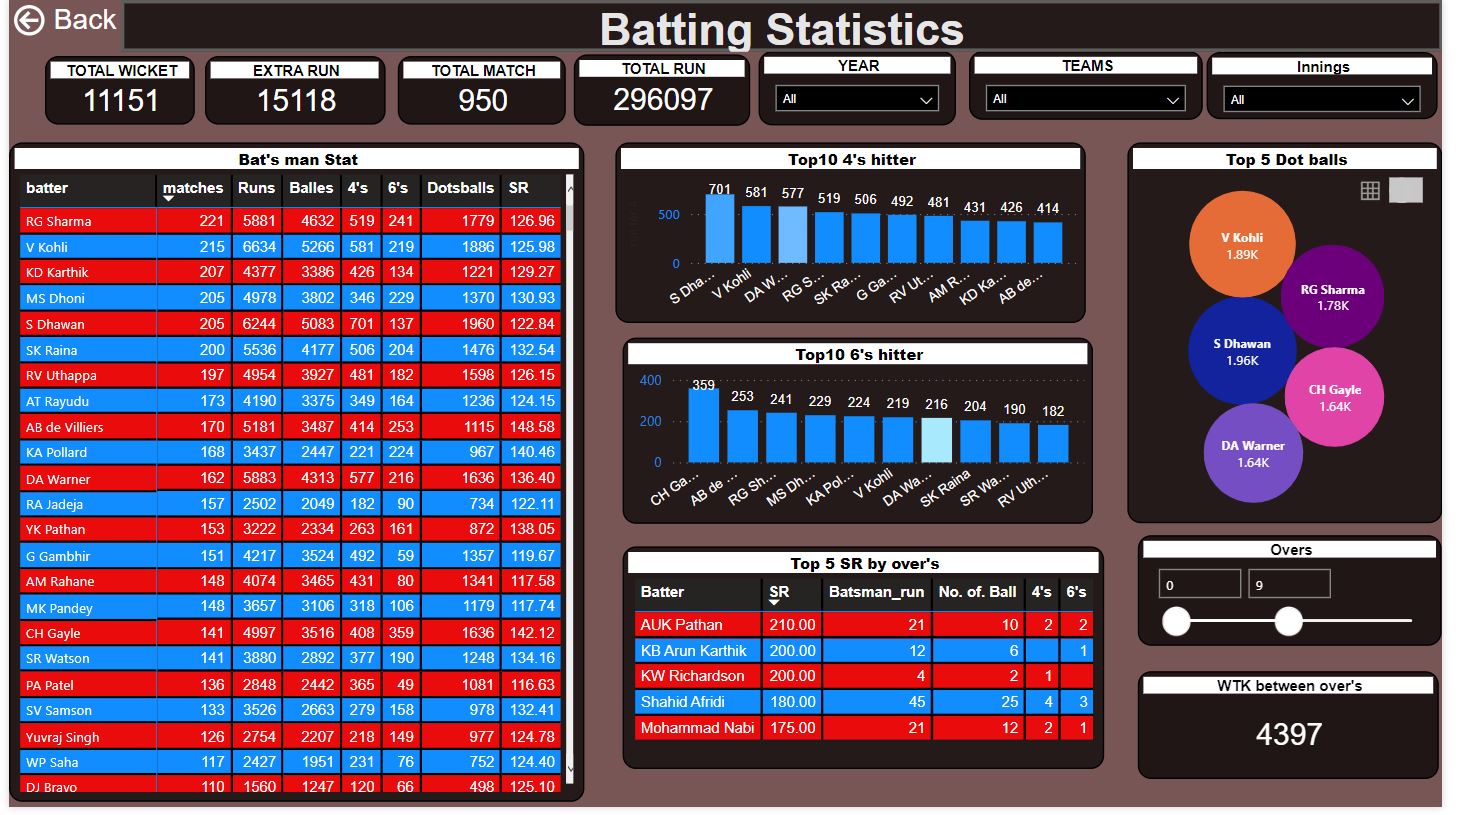 Back
Batting Statistics
TOTAL WICKET
11151
EXTRA RUN
15118
TOTAL MATCH
950
TOTAL RUN
296097
YEAR
All
TEAMS
All
Innings
All
Bat's man Stat
batter matches Runs Balles 4's 6's Dotsballs SR
RG Sharma 221 5881 4632 519 241 1779 126.96
V Kohli 215 6634 5266 581 219 1886 125.98
KD Karthik 207 4377 3386 426 134 1221 129.27
MS Dhoni 205 4978 3802 346 229 1370 130.93
S Dhawan 205 6244 5083 701 137 1960 122.84
SK Raina 200 5536 4177 506 204 1476 132.54
RV Uthappa 197 4954 3927 481 182 1598 126.15
AT Rayudu 173 4190 3375 349 164 1236 124.15
AB de Villiers 170 5181 3487 414 253 1115 148.58
KA Pollard 168 3437 2447 221 224 967 140.46
DA Warner 162 5883 4313 577 216 1636 136.40
RA Jadeja 157 2502 2049 182 90 734 122.11
YK Pathan 153 3222 2334 263 161 872 138.05
G Gambhir 151 4217 3524 492 59 1357 119.67
AM Rahane 148 4074 3465 431 80 1341 117.58
MK Pandey 148 3657 3106 318 106 1179 117.74
CH Gayle 141 4997 3516 408 359 1636 142.12
SR Watson 141 3880 2892 377 190 1248 134.16
PA Patel 136 2848 2442 365 49 1081 116.63
SV Samson 133 3526 2663 279 158 978 132.41
Yuvraj Singh 126 2754 2207 218 149 977 124.78
WP Saha 117 2427 1951 231 76 752 124.40
DJ Bravo 110 1560 1247 120 66 498 125.10
Top10 4's hitter
701 581 577 519 506 492 481 431 426 414
500
0
S Dha... V Kohli DA W... RG S... SK Ra... G Ga... RV Ut... AM R... KD Ka... AB de...
Top10 6's hitter
400
359 253 241 229 224 219 216 204 190 182
200
0
CH Ga... AB de ... RG Sh... MS Dh... KA Pol... V Kohli DA Wa... SK Raina SR Wa... RV Uth...
Top 5 SR by over's
Batter SR Batsman_run No. of. Ball 4's 6's
AUK Pathan 210.00 21 10 2 2
KB Arun Karthik 200.00 12 6 1
KW Richardson 200.00 4 2 1
Shahid Afridi 180.00 45 25 4 3
Mohammad Nabi 175.00 21 12 2 1
Top 5 Dot balls
V Kohli
1.89K
RG Sharma
1.78K
S Dhawan
1.96K
CH Gayle
1.64K
DA Warner
1.64K
Overs
0 9
WTK between over's
4397